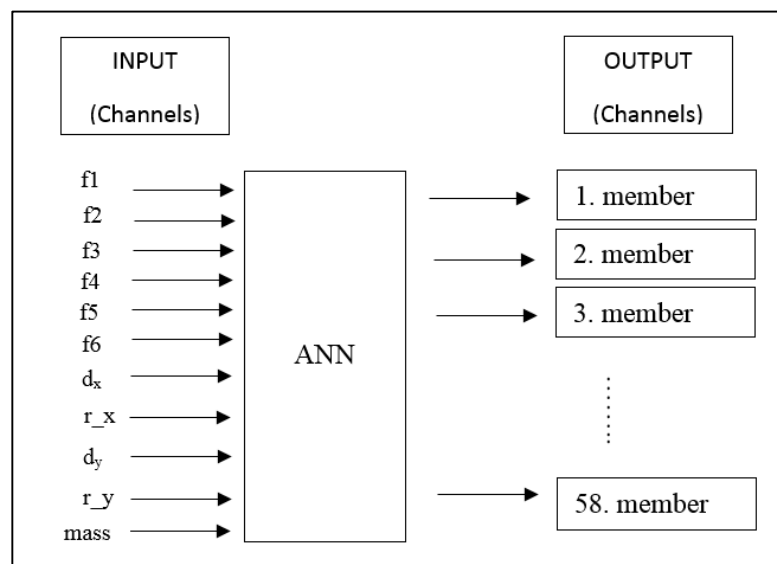 INPUT
(Channels)
OUTPUT
(Channels)
f1
f2
f3
f4
f5
f6
dₓ
r_x
dᵧ
r_y
mass
ANN
1. member
2. member
3. member
58. member